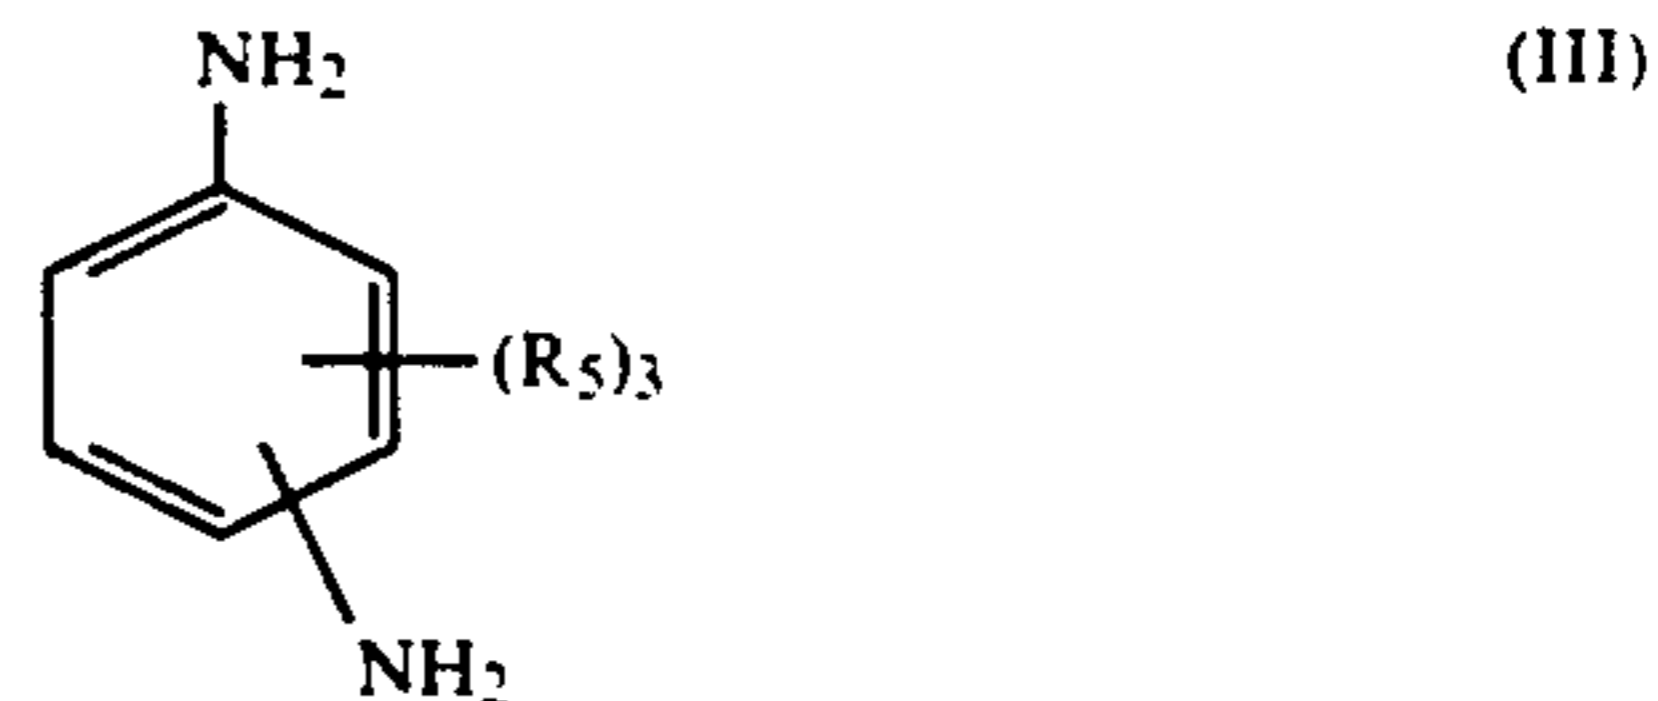 NH₂
(III)
(R₅)₃
NH₂